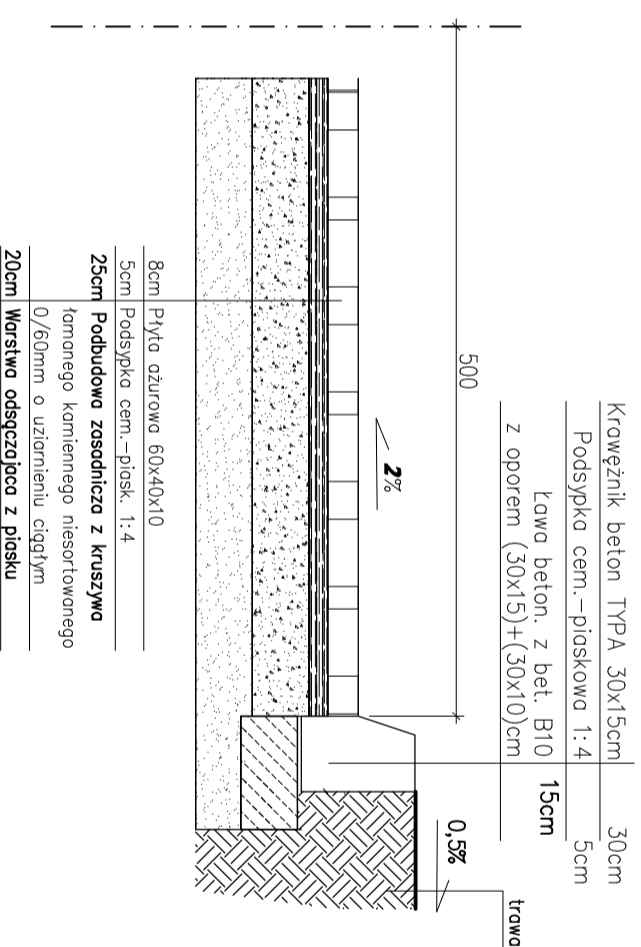 Krawężnik beton TYPA 30x15cm 30cm
Podsypka cem.-piaskowa 1:4 5cm
Ława beton. z bet. B10 15cm
z oporem (30x15)+(30x10)cm
trawa
500
2%
0,5%
8cm Płyta ażurowa 60x40x10
5cm Podsypka cem.-piask. 1:4
25cm Podbudowa zasadnicza z kruszywa
łamanego kamiennego niesortowanego
0/60mm o uziarnieniu ciągłym
20cm Warstwa odsączająca z piasku